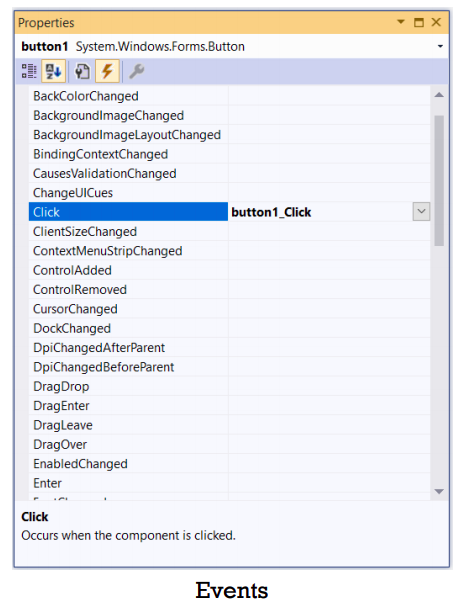 Properties
button1 System.Windows.Forms.Button
BackColorChanged
BackgroundImageChanged
BackgroundImageLayoutChanged
BindingContextChanged
CausesValidationChanged
ChangeUICues
Click button1_Click
ClientSizeChanged
ContextMenuStripChanged
ControlAdded
ControlRemoved
CursorChanged
DockChanged
DpiChangedAfterParent
DpiChangedBeforeParent
DragDrop
DragEnter
DragLeave
DragOver
EnabledChanged
Enter
Click
Occurs when the component is clicked.
Events